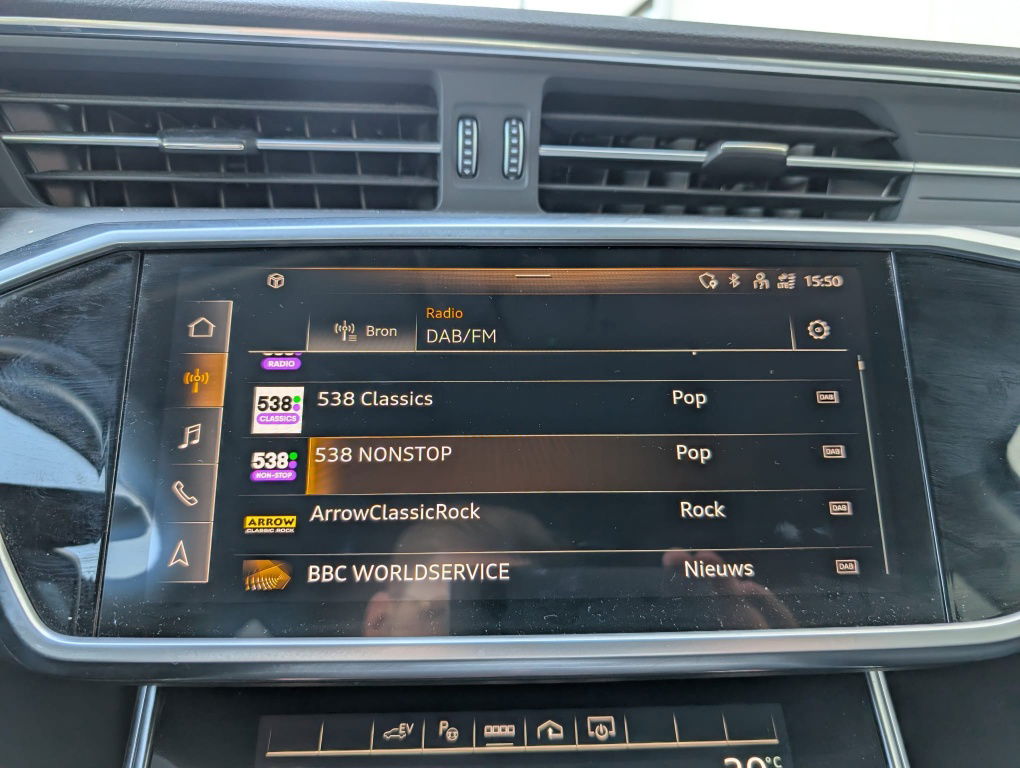 15:50
Radio
Bron
DAB/FM
RADIO
538 CLASSICS
538 Classics
Pop
DAB
538 NON-STOP
538 NONSTOP
Pop
DAB
ARROW CLASSIC ROCK
ArrowClassicRock
Rock
DAB
BBC WORLDSERVICE
Nieuws
DAB
EV
P